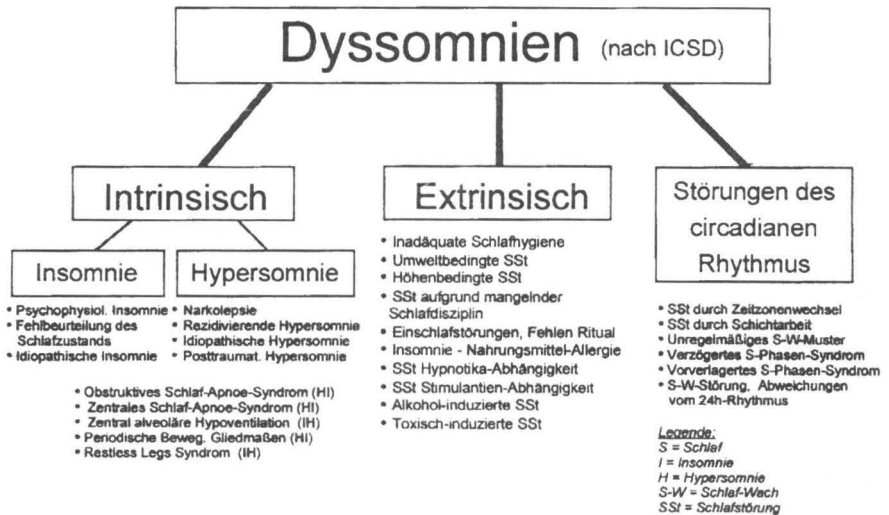 Dyssomnien (nach ICSD)
Intrinsisch
Insomnie
• Psychophysiol. Insomnie
• Fehlbeurteilung des
Schlafzustands
• Idiopathische Insomnie
Hypersomnie
• Narkolepsie
• Rezidivierende Hypersomnie
• Idiopathische Hypersomnie
• Posttraumat. Hypersomnie
• Obstruktives Schlaf-Apnoe-Syndrom (HI)
• Zentrales Schlaf-Apnoe-Syndrom (HI)
• Zentral alveoläre Hypoventilation (IH)
• Periodische Beweg. Gliedmaßen (HI)
• Restless Legs Syndrom (IH)
Extrinsisch
• Inadäquate Schlafhygiene
• Umweltbedingte SSt
• Höhenbedingte SSt
• SSt aufgrund mangelnder
Schlafdisziplin
• Einschlafstörungen, Fehlen Ritual
• Insomnie - Nahrungsmittel-Allergie
• SSt Hypnotika-Abhängigkeit
• SSt Stimulantien-Abhängigkeit
• Alkohol-induzierte SSt
• Toxisch-induzierte SSt
Störungen des
circadianen
Rhythmus
• SSt durch Zeitzonenwechsel
• SSt durch Schichtarbeit
• Unregelmäßiges S-W-Muster
• Verzögertes S-Phasen-Syndrom
• Vorverlagertes S-Phasen-Syndrom
• S-W-Störung, Abweichungen
vom 24h-Rhythmus
Legende:
S = Schlaf
I = Insomnie
H = Hypersomnie
S-W = Schlaf-Wach
SSt = Schlafstörung